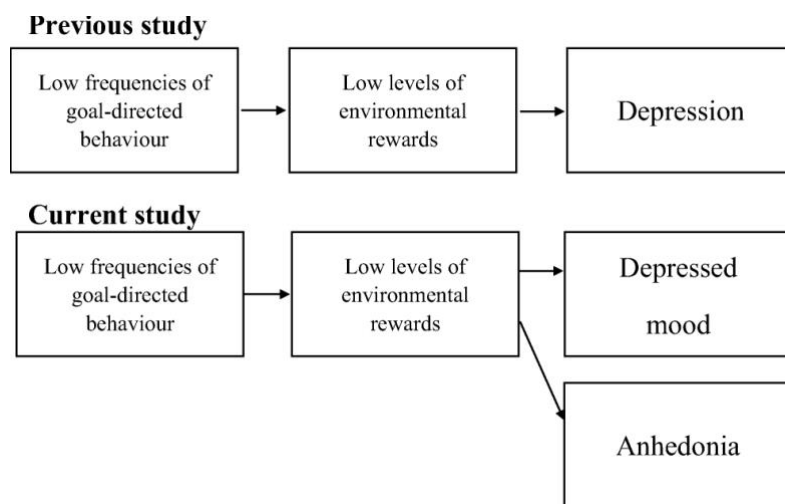 Previous study
Low frequencies of
goal-directed
behaviour
Low levels of
environmental
rewards
Depression
Current study
Low frequencies of
goal-directed
behaviour
Low levels of
environmental
rewards
Depressed
mood
Anhedonia